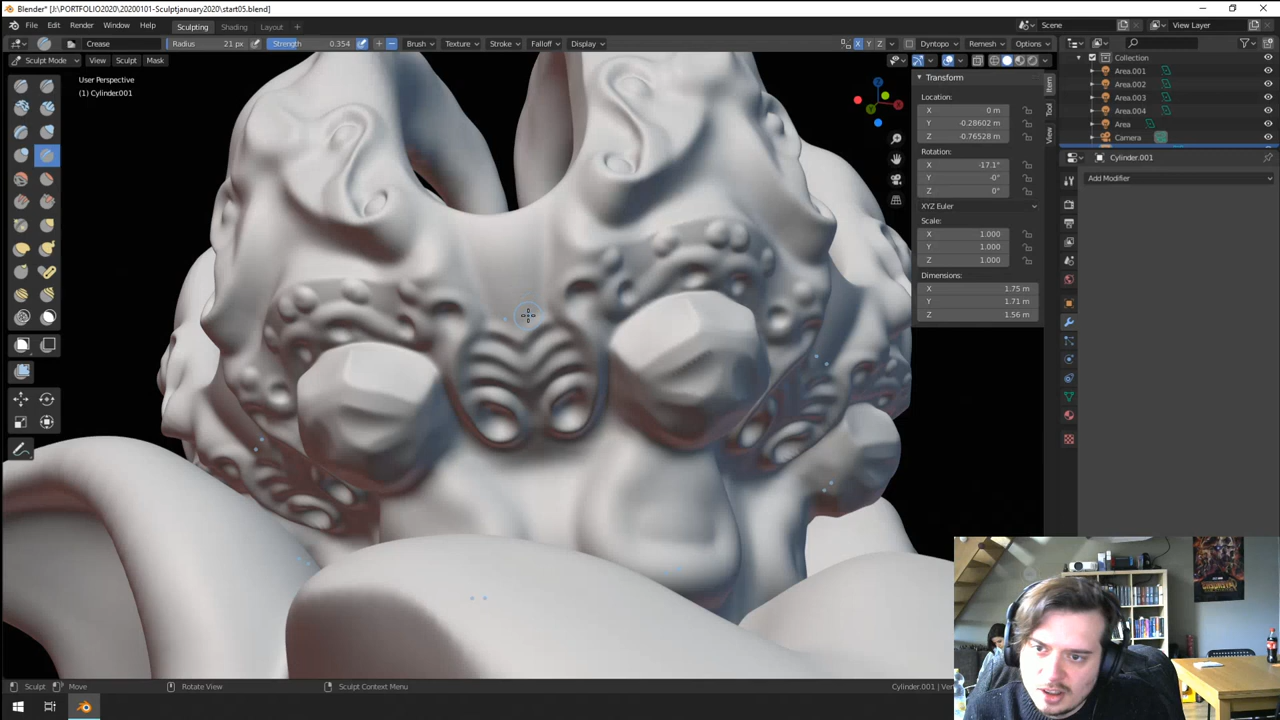 Blender* [J:\PORTFOLIO2020\20200101-Sculptjanuary2020\start05.blend]
File Edit Render Window Help Sculpting Shading Layout + Scene View Layer
Crease Radius 21 px Strength 0.354 Brush Texture Stroke Falloff Display X Y Z Dyntopo Remesh Options
Sculpt Mode View Sculpt Mask
User Perspective
(1) Cylinder.001
Transform
Location:
X 0 m
Y -0.28602 m
Z -0.76528 m
Rotation:
X -17.1°
Y -0°
Z 0°
XYZ Euler
Scale:
X 1.000
Y 1.000
Z 1.000
Dimensions:
X 1.75 m
Y 1.71 m
Z 1.56 m
Item
Tool
View
Collection
Area.001
Area.002
Area.003
Area.004
Area
Camera
Cylinder.001
Add Modifier
Sculpt Move Rotate View Sculpt Context Menu Cylinder.001 | Ver